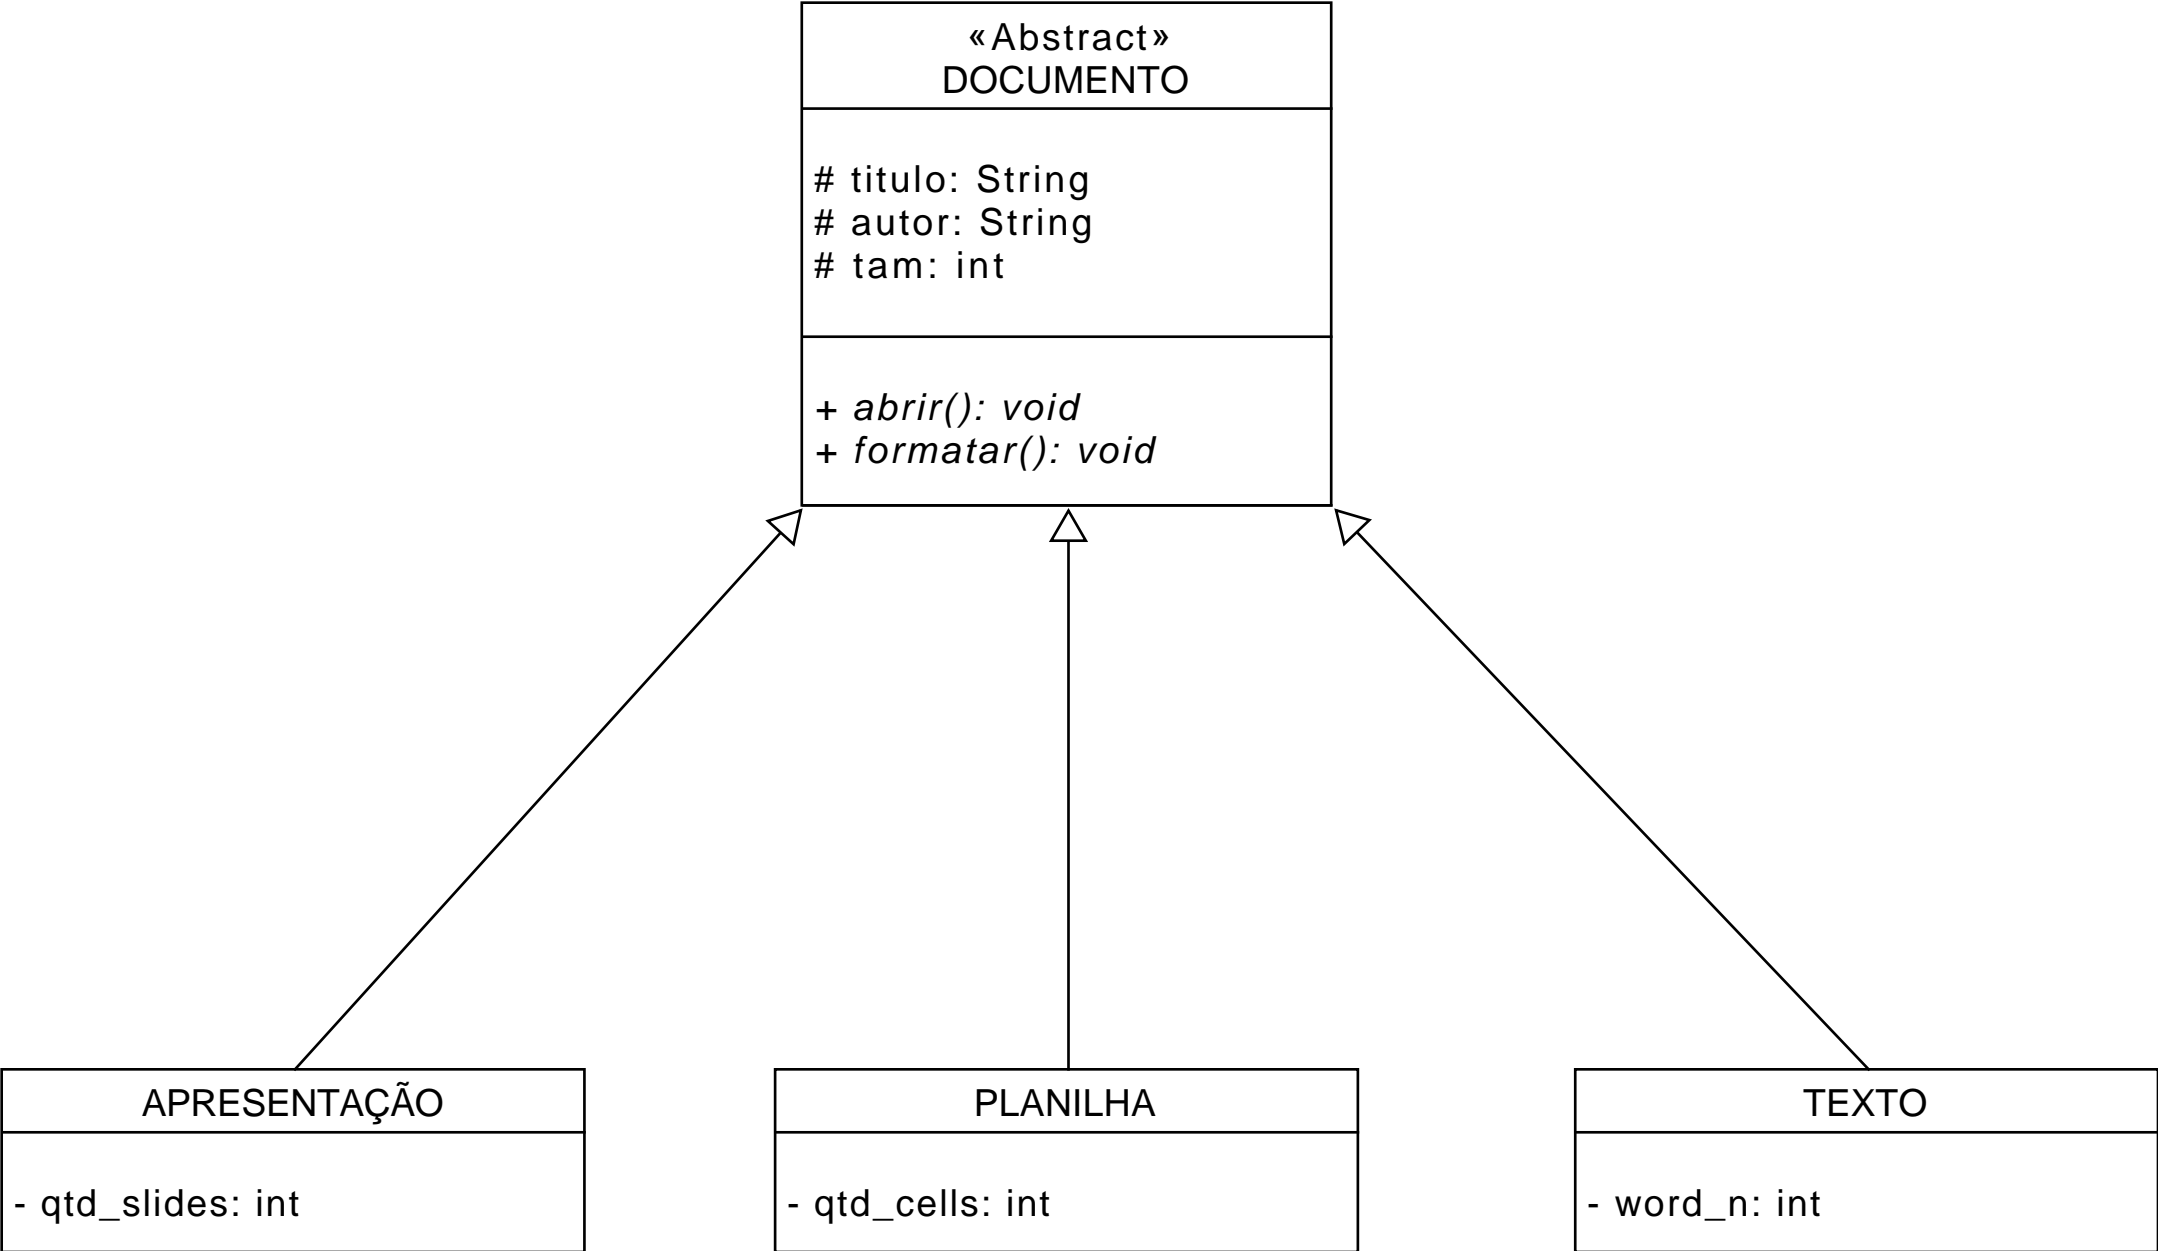 «Abstract»
DOCUMENTO
# titulo: String
# autor: String
# tam: int
+ abrir(): void
+ formatar(): void
APRESENTAÇÃO
- qtd_slides: int
PLANILHA
- qtd_cells: int
TEXTO
- word_n: int